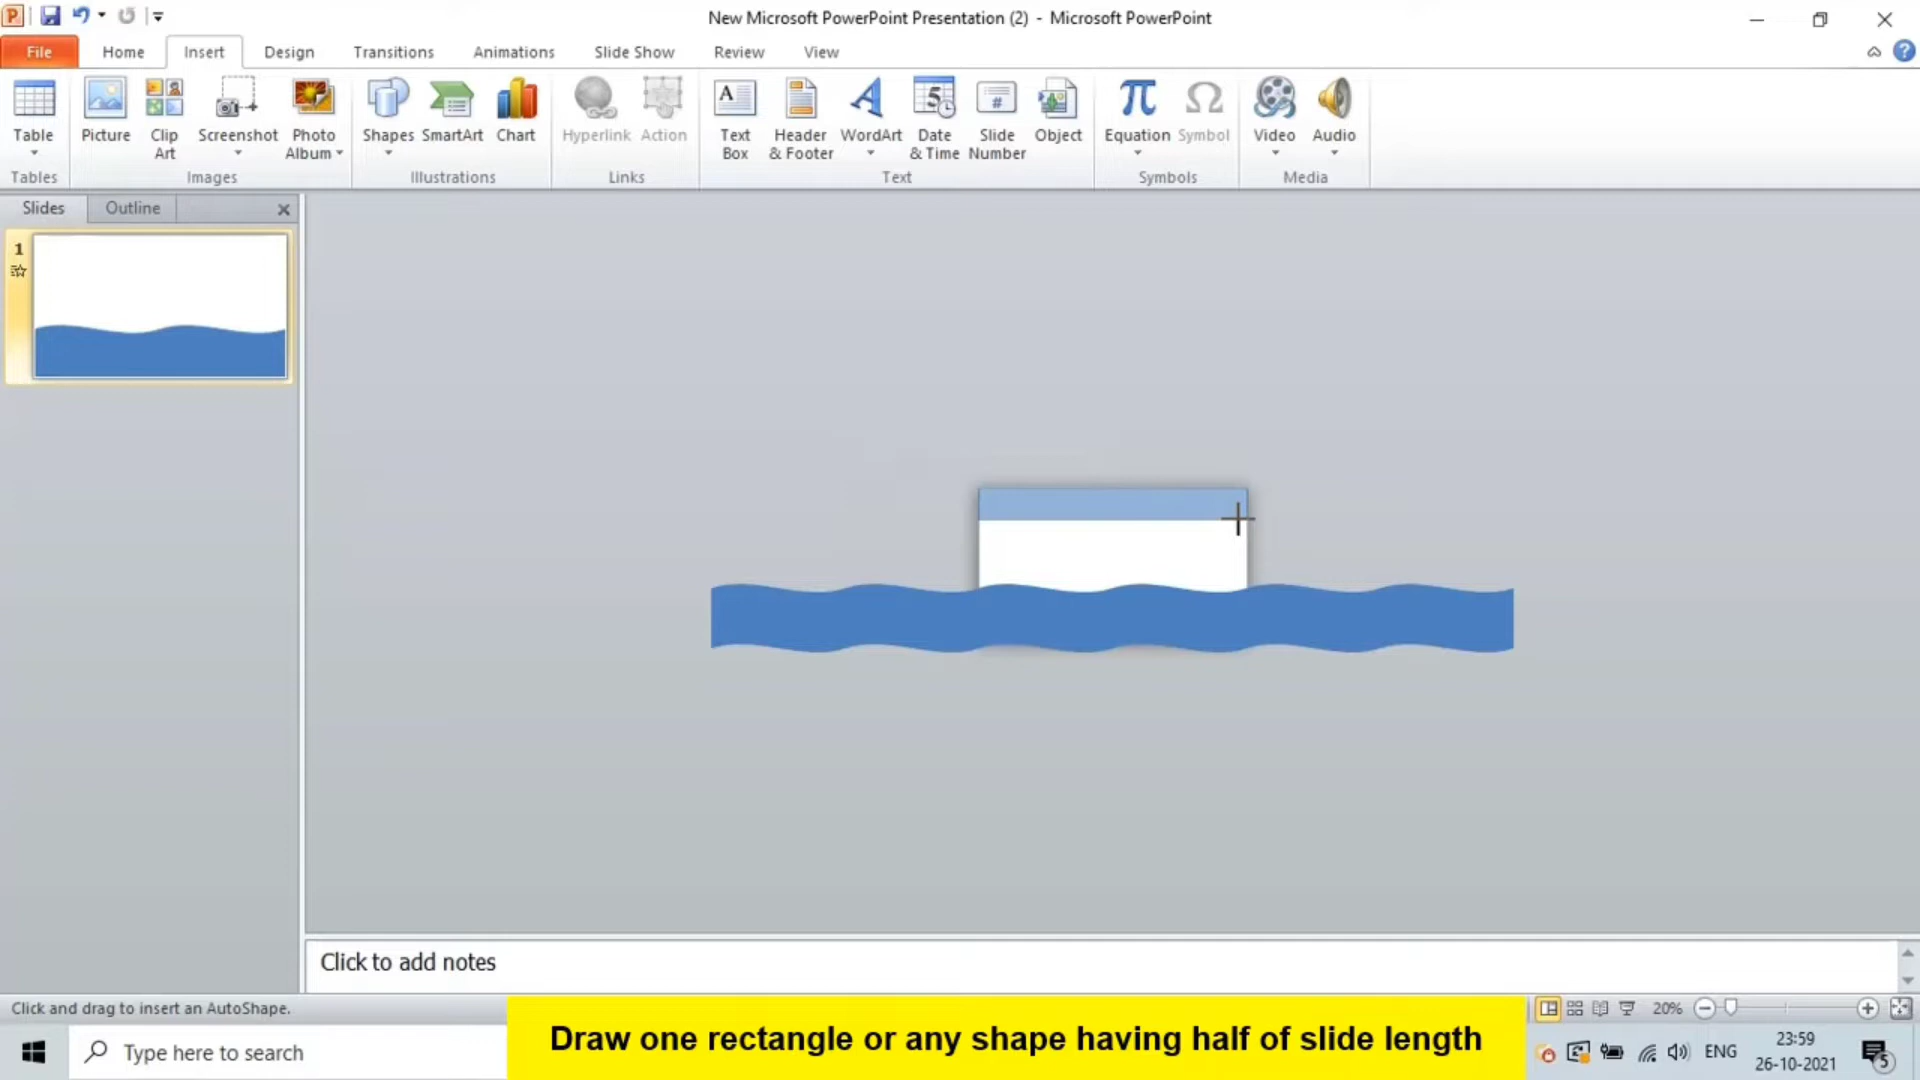 New Microsoft PowerPoint Presentation (2) - Microsoft PowerPoint
File Home Insert Design Transitions Animations Slide Show Review View
Table Picture Clip Art Screenshot Photo Album Shapes SmartArt Chart Hyperlink Action Text Box Header & Footer WordArt Date & Time Slide Number Object Equation Symbol Video Audio
Tables Images Illustrations Links Text Symbols Media
Slides Outline
1
Click to add notes
Click and drag to insert an AutoShape.
20%
Type here to search
Draw one rectangle or any shape having half of slide length
ENG
23:59
26-10-2021
5